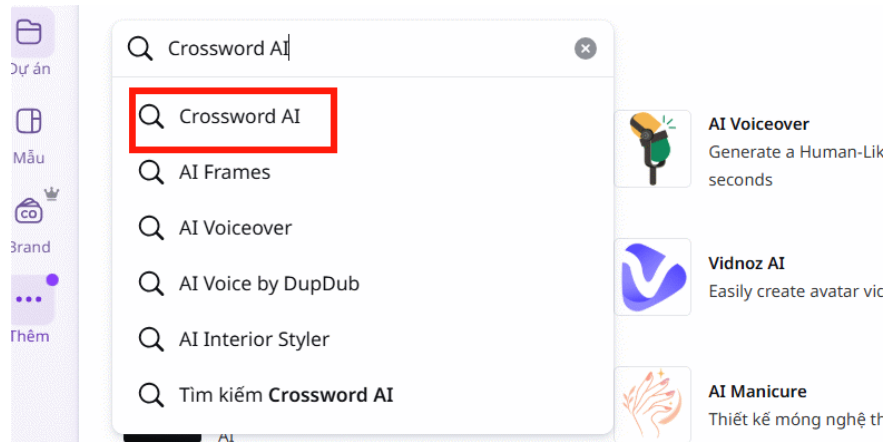 Crossword AI
Dự án
Crossword AI
Mẫu
AI Frames
CO
Brand
AI Voiceover
AI Voice by DupDub
Thêm
AI Interior Styler
Tìm kiếm Crossword AI
AI
AI Voiceover
Generate a Human-Lik
seconds
Vidnoz AI
Easily create avatar vid
AI Manicure
Thiết kế móng nghệ th